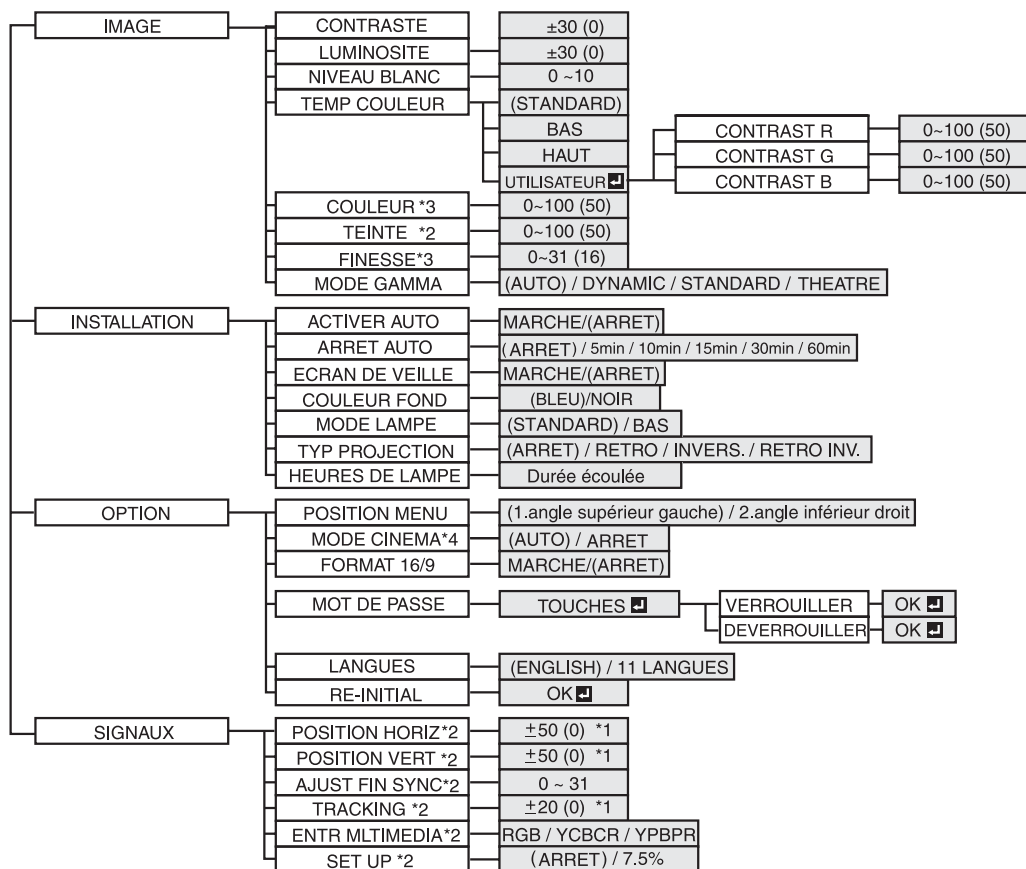 IMAGE CONTRASTE ±30 (0)
LUMINOSITE ±30 (0)
NIVEAU BLANC 0 ~10
TEMP COULEUR (STANDARD)
BAS CONTRAST R 0~100 (50)
HAUT CONTRAST G 0~100 (50)
UTILISATEUR CONTRAST B 0~100 (50)
COULEUR *3 0~100 (50)
TEINTE *2 0~100 (50)
FINESSE*3 0~31 (16)
MODE GAMMA (AUTO) / DYNAMIC / STANDARD / THEATRE
INSTALLATION ACTIVER AUTO MARCHE/(ARRET)
ARRET AUTO (ARRET) / 5min / 10min / 15min / 30min / 60min
ECRAN DE VEILLE MARCHE/(ARRET)
COULEUR FOND (BLEU)/NOIR
MODE LAMPE (STANDARD) / BAS
TYP PROJECTION (ARRET) / RETRO / INVERS. / RETRO INV.
HEURES DE LAMPE Durée écoulée
OPTION POSITION MENU (1.angle supérieur gauche) / 2.angle inférieur droit
MODE CINEMA*4 (AUTO) / ARRET
FORMAT 16/9 MARCHE/(ARRET)
MOT DE PASSE TOUCHES VERROUILLER OK
DEVERROUILLER OK
LANGUES (ENGLISH) / 11 LANGUES
RE-INITIAL OK
SIGNAUX POSITION HORIZ*2 ±50 (0) *1
POSITION VERT *2 ±50 (0) *1
AJUST FIN SYNC*2 0 ~ 31
TRACKING *2 ±20 (0) *1
ENTR MLTIMEDIA*2 RGB / YCBCR / YPBPR
SET UP *2 (ARRET) / 7.5%